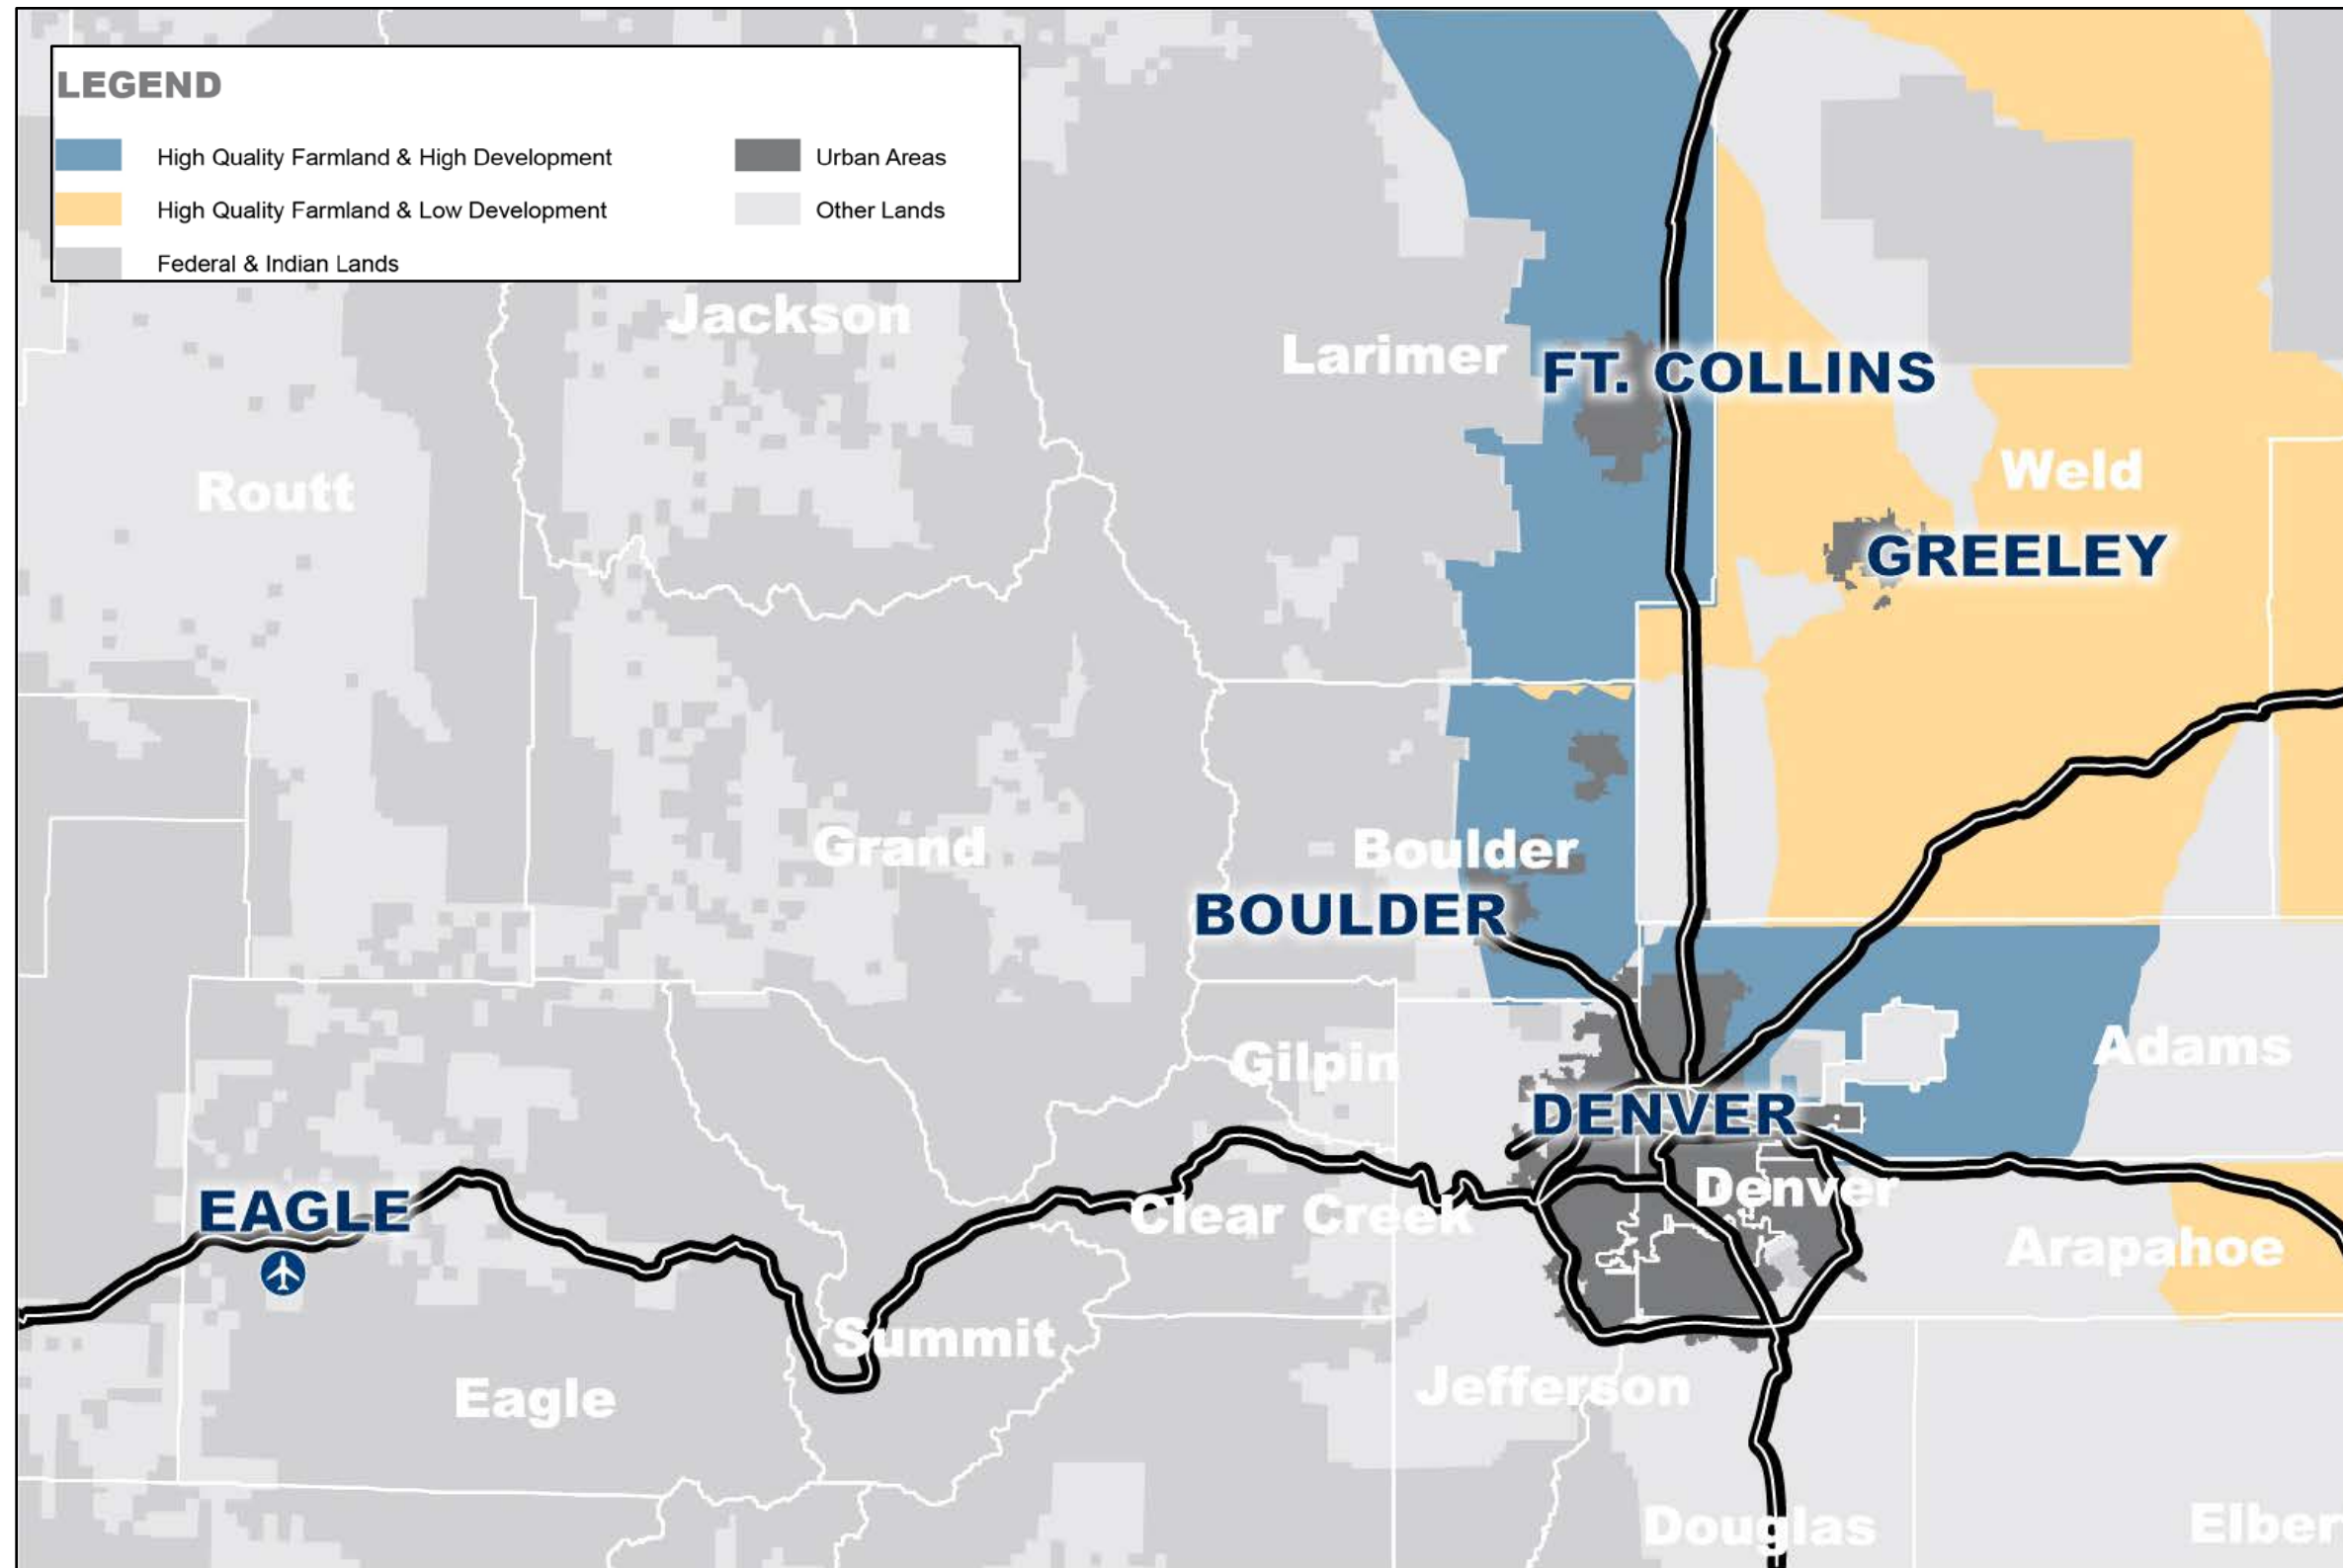 LEGEND
High Quality Farmland & High Development
Urban Areas
High Quality Farmland & Low Development
Other Lands
Federal & Indian Lands
Jackson
Larimer
FT. COLLINS
Weld
Routt
GREELEY
Grand
Boulder
BOULDER
Gilpin
Adams
DENVER
Denver
EAGLE
Clear Creek
Arapahoe
Summit
Eagle
Jefferson
Douglas
Elber